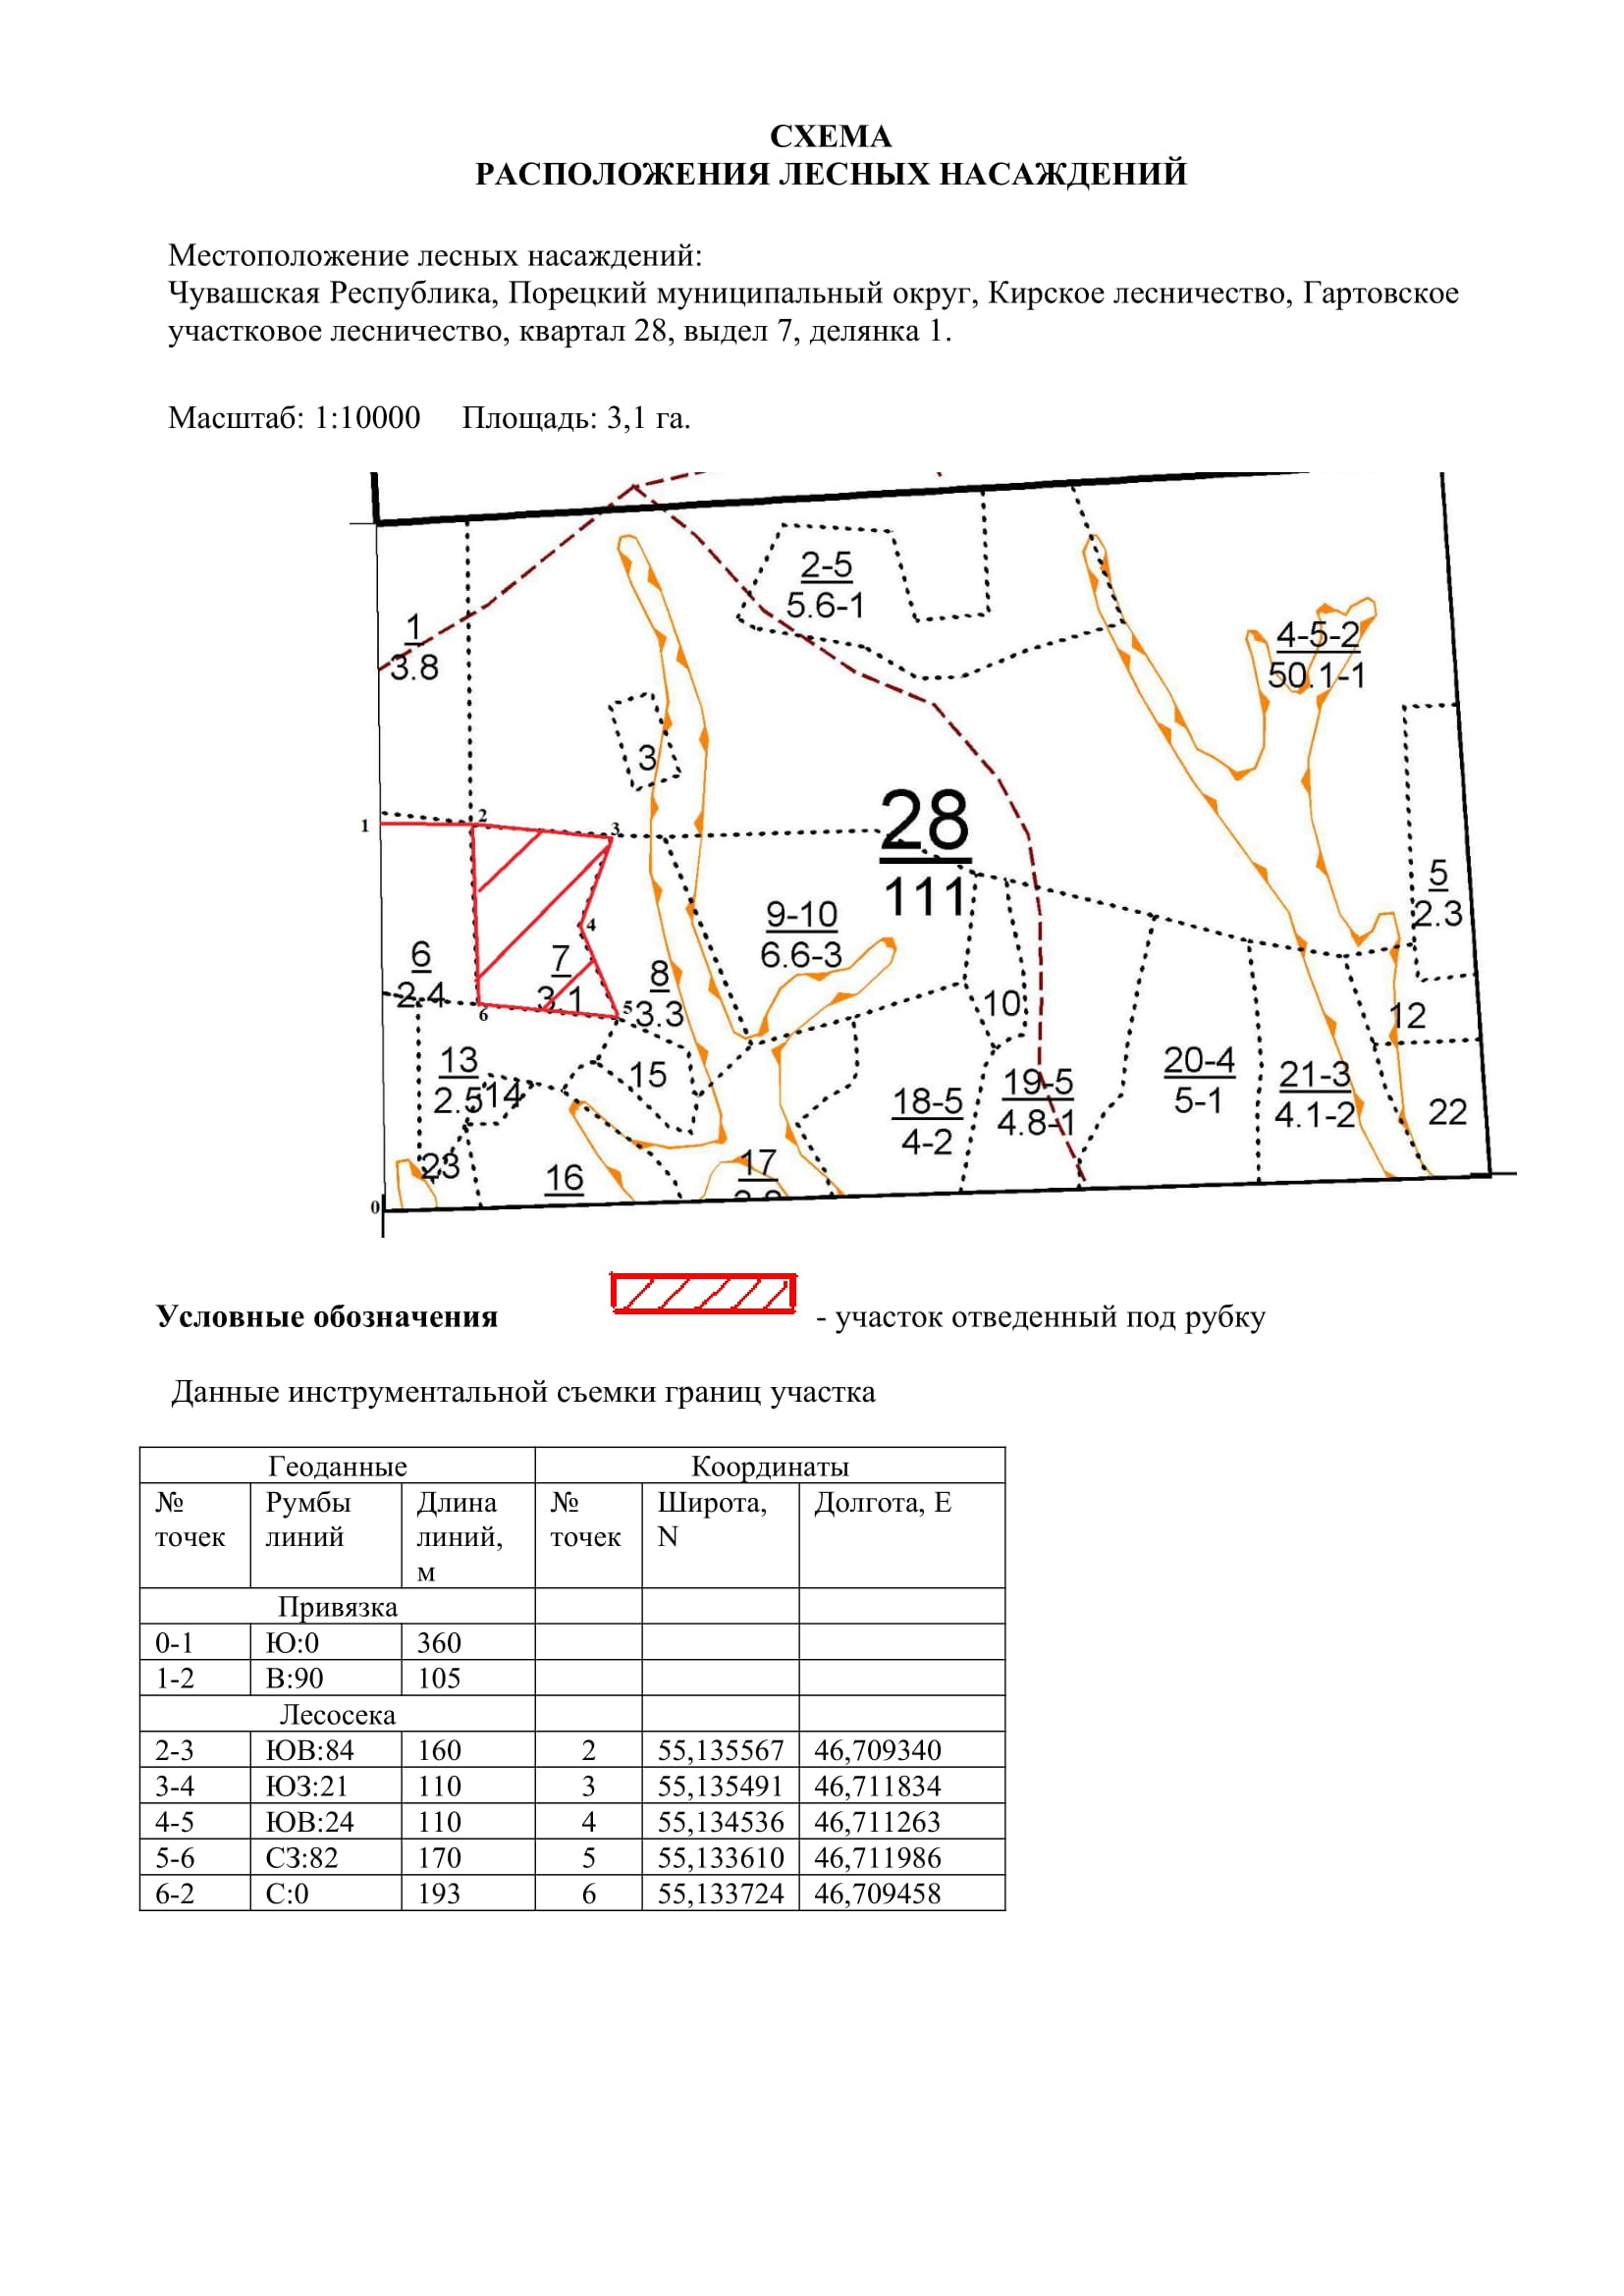 СХЕМА
РАСПОЛОЖЕНИЯ ЛЕСНЫХ НАСАЖДЕНИЙ
Местоположение лесных насаждений:
Чувашская Республика, Порецкий муниципальный округ, Кирское лесничество, Гартовское
участковое лесничество, квартал 28, выдел 7, делянка 1.
Масштаб: 1:10000 Площадь: 3,1 га.
2-5
5.6-1
1
3.8
4-5-2
50.1-1
3
28
111
1
2
3
4
5
2.3
9-10
6.6-3
6
2.4
7
3.1
8
3.3
5
6
10
12
13
2.5
14
15
18-5
4-2
19-5
4.8-1
20-4
5-1
21-3
4.1-2
22
23
16
17
0
Условные обозначения - участок отведенный под рубку
Данные инструментальной съемки границ участка
Геоданные Координаты
№ точек Румбы линий Длина линий, м № точек Широта, N Долгота, E
Привязка
0-1 Ю:0 360
1-2 В:90 105
Лесосека
2-3 ЮВ:84 160 2 55,135567 46,709340
3-4 ЮЗ:21 110 3 55,135491 46,711834
4-5 ЮВ:24 110 4 55,134536 46,711263
5-6 СЗ:82 170 5 55,133610 46,711986
6-2 С:0 193 6 55,133724 46,709458